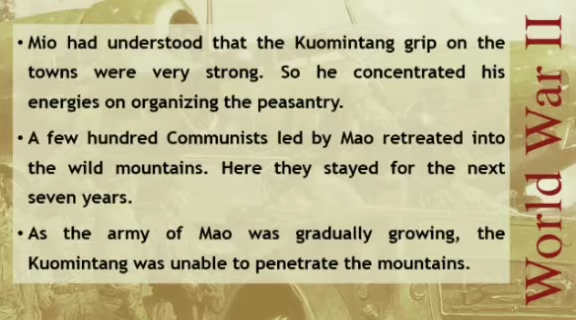 • Mio had understood that the Kuomintang grip on the
towns were very strong. So he concentrated his
energies on organizing the peasantry.
• A few hundred Communists led by Mao retreated into
the wild mountains. Here they stayed for the next
seven years.
• As the army of Mao was gradually growing, the
Kuomintang was unable to penetrate the mountains.
World War II